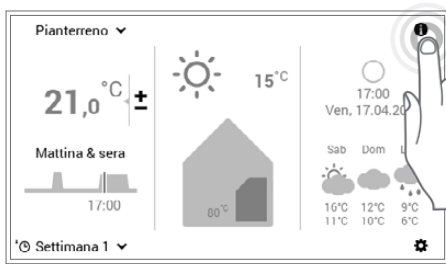 Pianterreno
21,0 °C ±
Mattina & sera
17:00
Settimana 1
15°C
80°C
17:00
Ven, 17.04.20
Sab Dom L
16°C 12°C 9°C
11°C 10°C 6°C